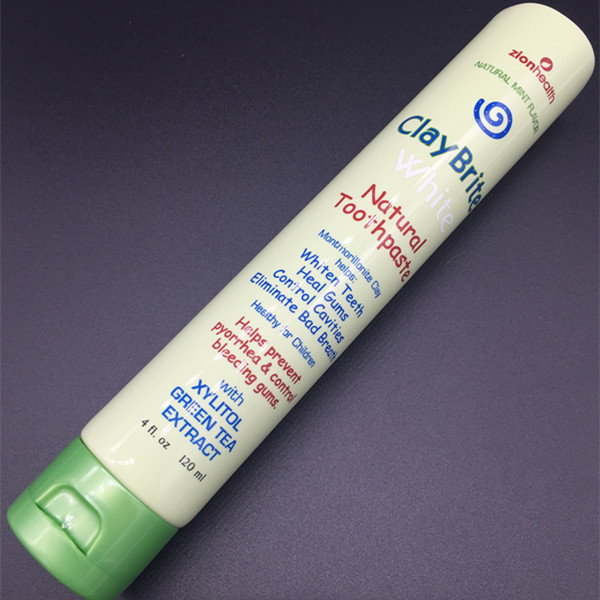 zionhealth
NATURAL MINT FLAVOR
ClayBrite
White
Natural
Toothpaste
Montmorillonite Clay
helps:
Whiten Teeth
Heal Gums
Control Cavities
Eliminate Bad Breath
Healthy for Children
Helps prevent
pyorrhea & control
bleeding gums.
with
XYLITOL
GREEN TEA
EXTRACT
4 fl. oz 120 ml